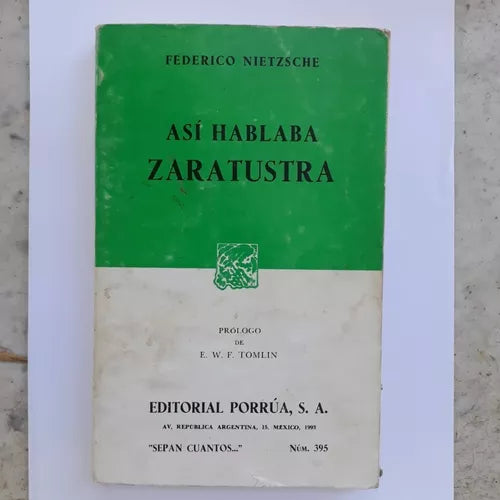 FEDERICO NIETZSCHE
ASÍ HABLABA
ZARATUSTRA
PRÓLOGO
DE
E. W. F. TOMLIN
EDITORIAL PORRÚA, S. A.
AV. REPÚBLICA ARGENTINA, 15. MÉXICO, 1993
"SEPAN CUANTOS..." NÚM. 395